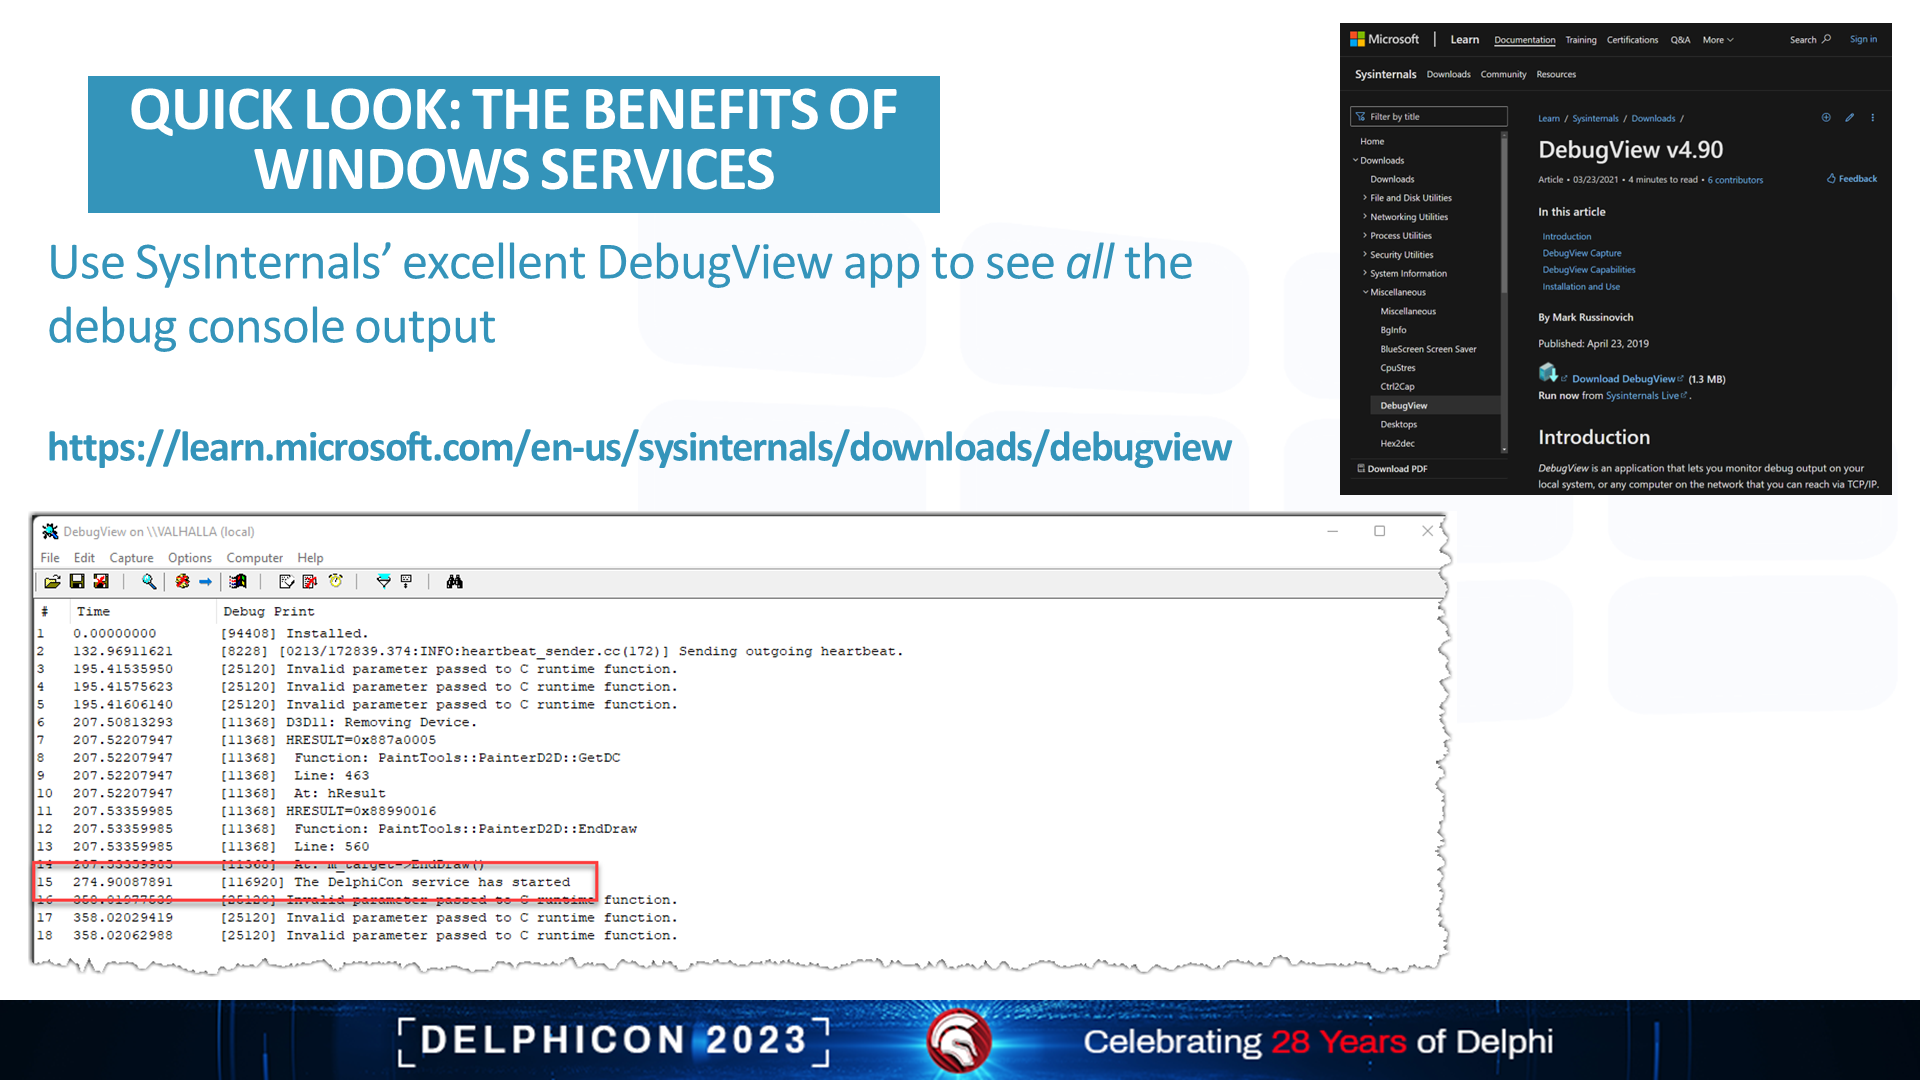 QUICK LOOK: THE BENEFITS OF
WINDOWS SERVICES
Use SysInternals’ excellent DebugView app to see all the
debug console output
https://learn.microsoft.com/en-us/sysinternals/downloads/debugview
Microsoft | Learn Documentation Training Certifications Q&A More Search Sign in
Sysinternals Downloads Community Resources
Filter by title
Home
Downloads
Downloads
File and Disk Utilities
Networking Utilities
Process Utilities
Security Utilities
System Information
Miscellaneous
Miscellaneous
BgInfo
BlueScreen Screen Saver
CpuStres
Ctrl2Cap
DebugView
Desktops
Hex2dec
Download PDF
Learn / Sysinternals / Downloads /
DebugView v4.90
Article • 03/23/2021 • 4 minutes to read • 6 contributors
Feedback
In this article
Introduction
DebugView Capture
DebugView Capabilities
Installation and Use
By Mark Russinovich
Published: April 23, 2019
Download DebugView (1.3 MB)
Run now from Sysinternals Live.
Introduction
DebugView is an application that lets you monitor debug output on your
local system, or any computer on the network that you can reach via TCP/IP.
DebugView on \\VALHALLA (local)
File Edit Capture Options Computer Help
# Time Debug Print
1 0.00000000 [94408] Installed.
2 132.96911621 [8228] [0213/172839.374:INFO:heartbeat_sender.cc(172)] Sending outgoing heartbeat.
3 195.41535950 [25120] Invalid parameter passed to C runtime function.
4 195.41575623 [25120] Invalid parameter passed to C runtime function.
5 195.41606140 [25120] Invalid parameter passed to C runtime function.
6 207.50813293 [11368] D3D11: Removing Device.
7 207.52207947 [11368] HRESULT=0x887a0005
8 207.52207947 [11368] Function: PaintTools::PainterD2D::GetDC
9 207.52207947 [11368] Line: 463
10 207.52207947 [11368] At: hResult
11 207.53359985 [11368] HRESULT=0x88990016
12 207.53359985 [11368] Function: PaintTools::PainterD2D::EndDraw
13 207.53359985 [11368] Line: 560
14 207.53359985 [11368] At: m_target->EndDraw()
15 274.90087891 [116920] The DelphiCon service has started
16 358.01977539 [25120] Invalid parameter passed to C runtime function.
17 358.02029419 [25120] Invalid parameter passed to C runtime function.
18 358.02062988 [25120] Invalid parameter passed to C runtime function.
DELPHICON 2023
Celebrating 28 Years of Delphi